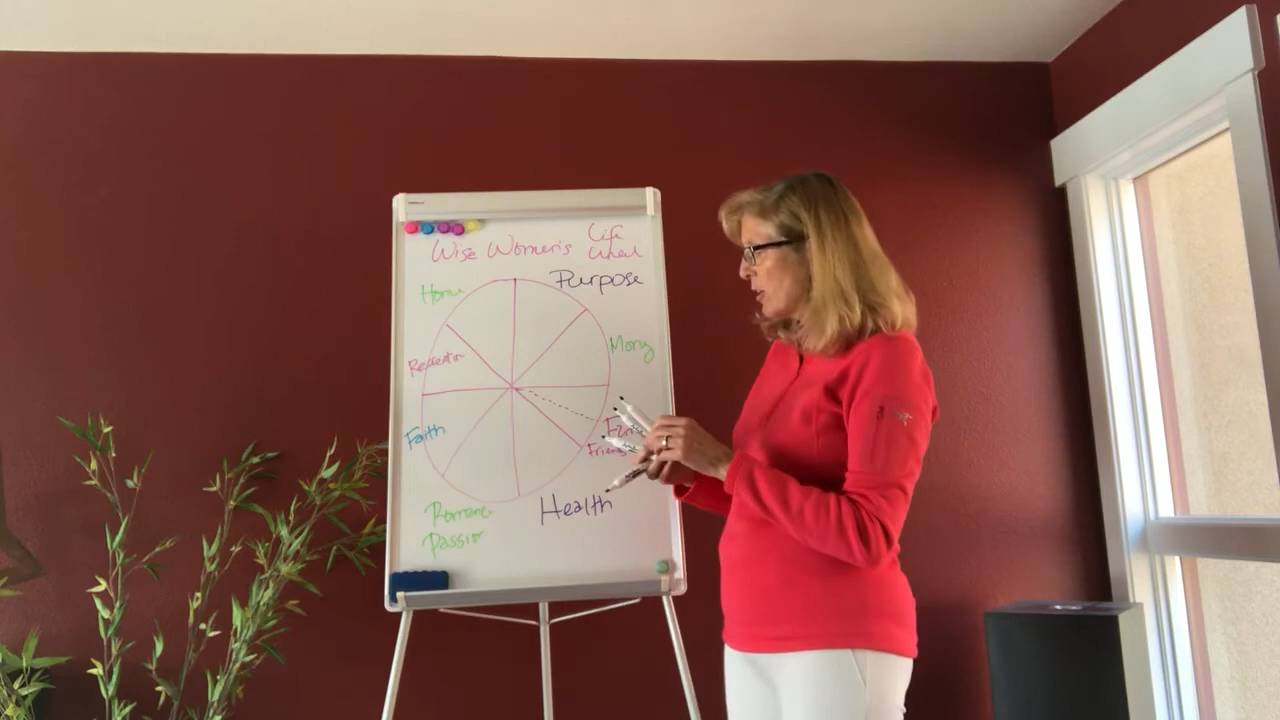 Wise Women's Life
Wheel
Home
Purpose
Recreation
Money
Faith
Friends
Romance
Passion
Health